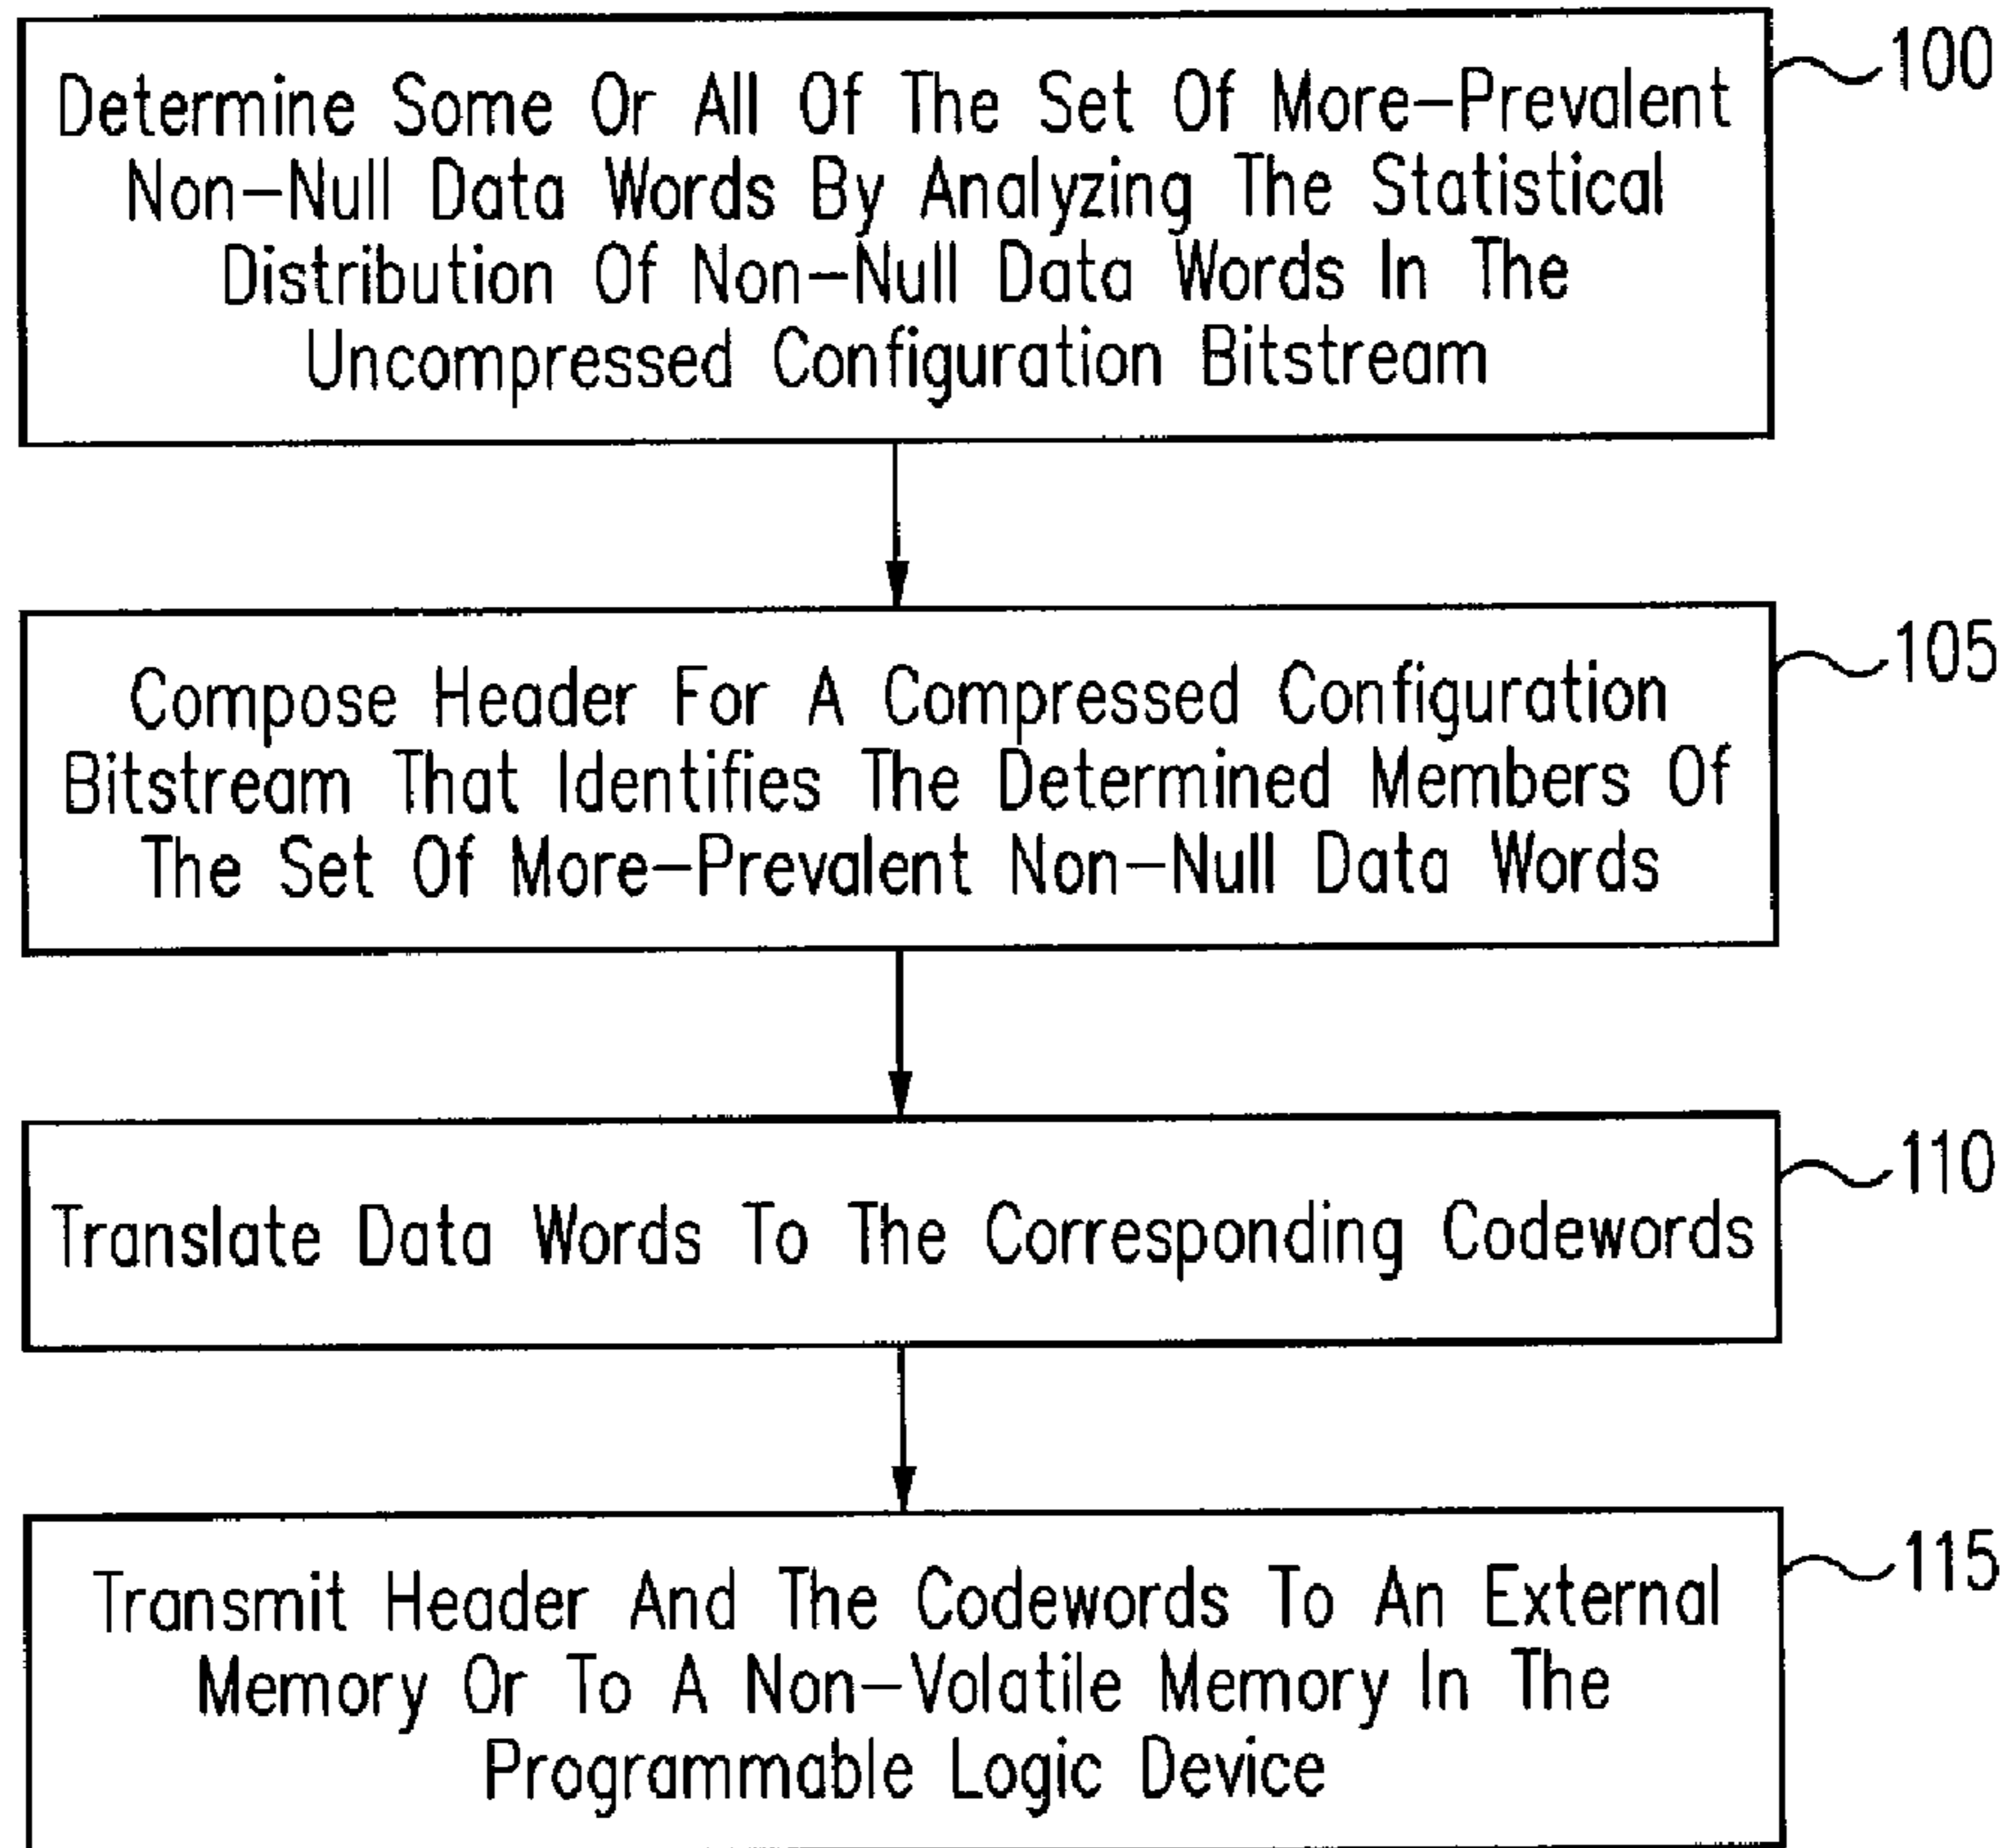 100
Determine Some Or All Of The Set Of More-Prevalent
Non-Null Data Words By Analyzing The Statistical
Distribution Of Non-Null Data Words In The
Uncompressed Configuration Bitstream
105
Compose Header For A Compressed Configuration
Bitstream That Identifies The Determined Members Of
The Set Of More-Prevalent Non-Null Data Words
110
Translate Data Words To The Corresponding Codewords
115
Transmit Header And The Codewords To An External
Memory Or To A Non-Volatile Memory In The
Programmable Logic Device